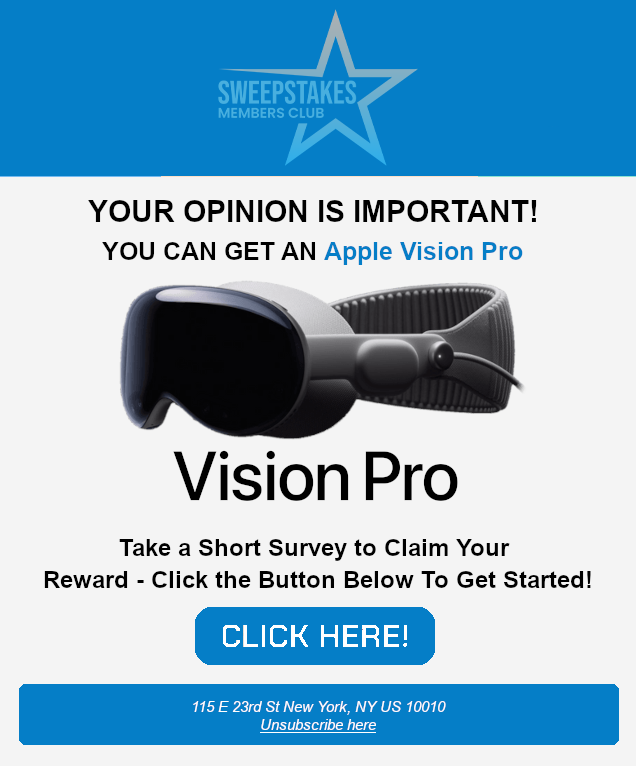 SWEEPSTAKES
MEMBERS CLUB
YOUR OPINION IS IMPORTANT!
YOU CAN GET AN Apple Vision Pro
Vision Pro
Take a Short Survey to Claim Your
Reward - Click the Button Below To Get Started!
CLICK HERE!
115 E 23rd St New York, NY US 10010
Unsubscribe here